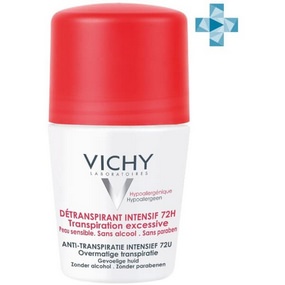 VICHY
LABORATOIRES
Hypoallergénique
Hypoallergeen
DÉTRANSPIRANT INTENSIF 72H
Transpiration excessive
Peau sensible. Sans alcool. Sans paraben
ANTI-TRANSPIRATIE INTENSIEF 72U
Overmatige transpiratie
Gevoelige huid
Zonder alcohol . Zonder parabenen